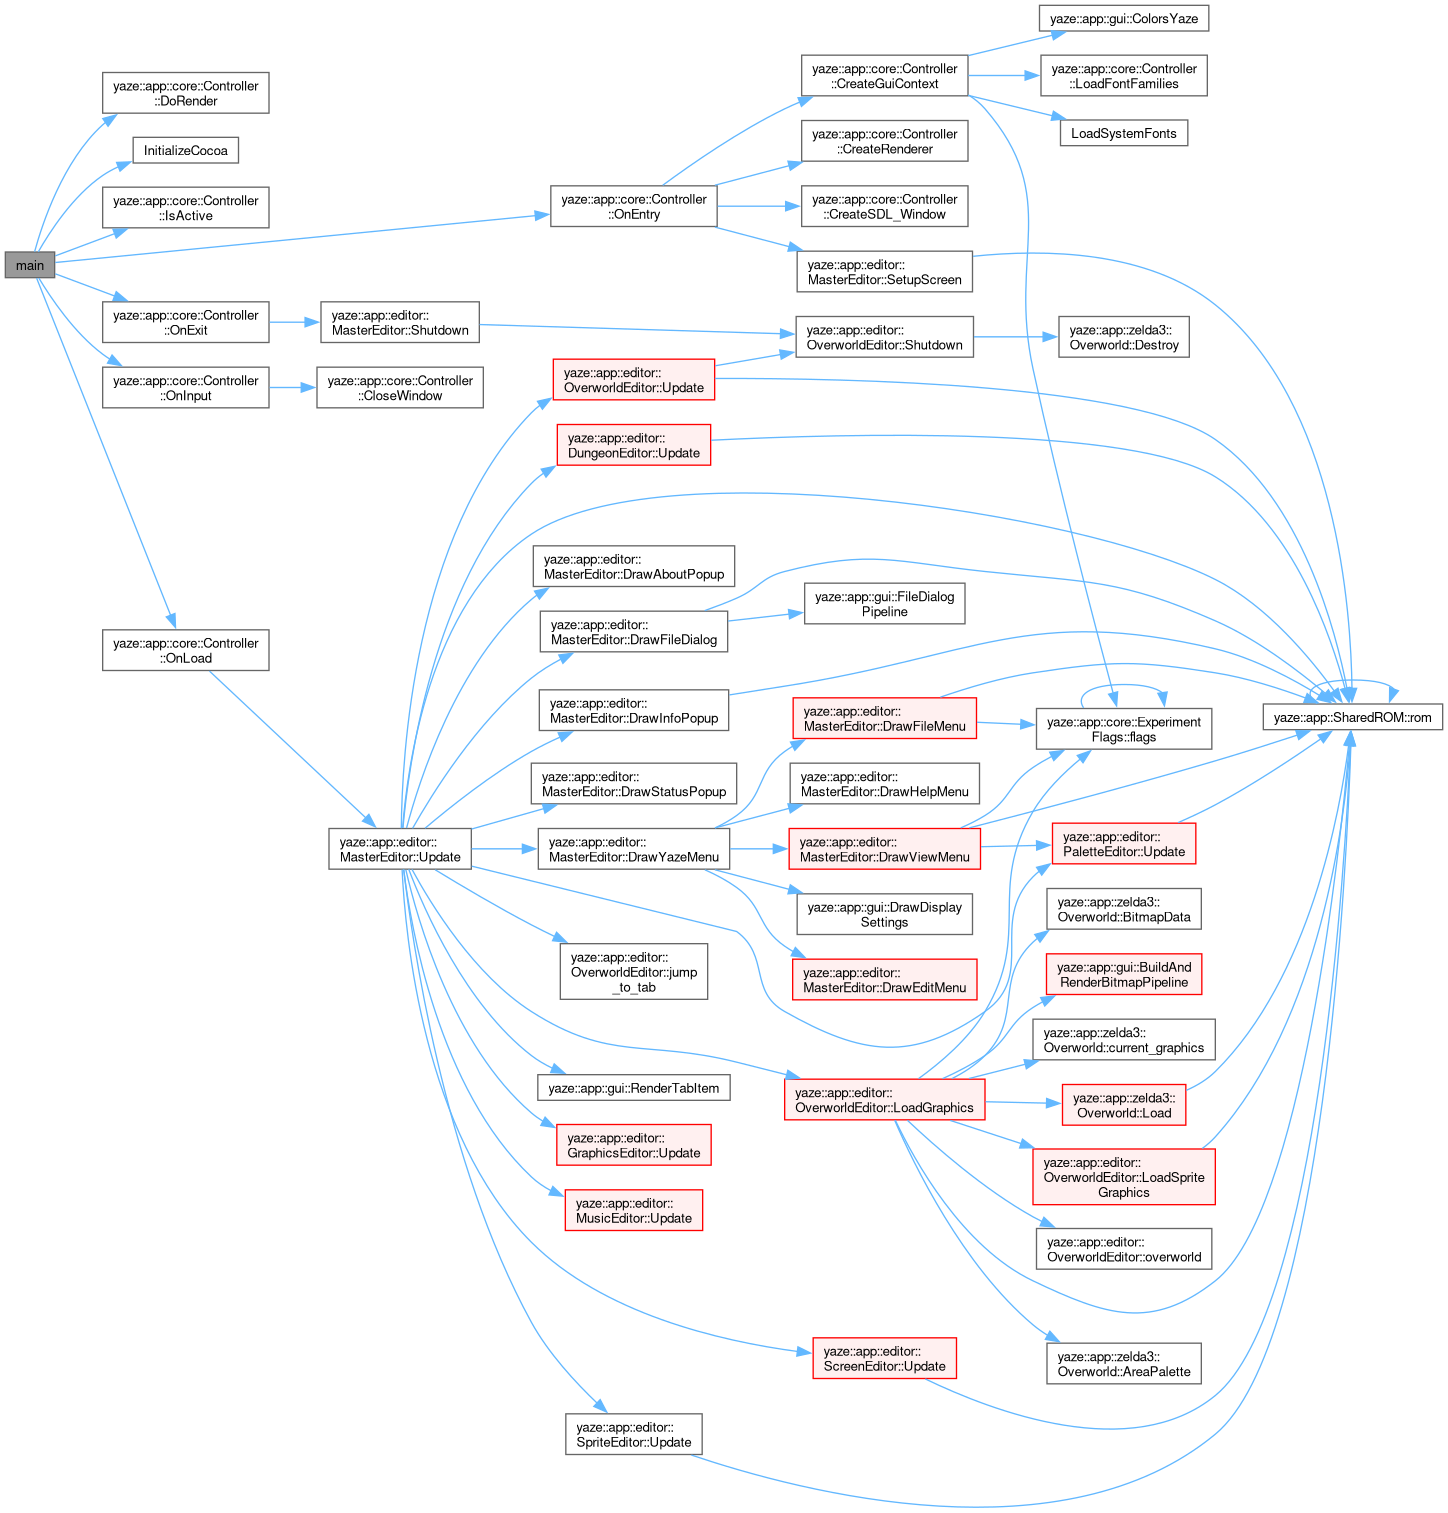 yaze::app::gui::ColorsYaze
yaze::app::core::Controller
::CreateGuiContext
yaze::app::core::Controller
::LoadFontFamilies
yaze::app::core::Controller
::DoRender
LoadSystemFonts
InitializeCocoa
yaze::app::core::Controller
::CreateRenderer
yaze::app::core::Controller
::IsActive
yaze::app::core::Controller
::OnEntry
yaze::app::core::Controller
::CreateSDL_Window
main
yaze::app::editor::
MasterEditor::SetupScreen
yaze::app::core::Controller
::OnExit
yaze::app::editor::
MasterEditor::Shutdown
yaze::app::editor::
OverworldEditor::Shutdown
yaze::app::zelda3::
Overworld::Destroy
yaze::app::core::Controller
::OnInput
yaze::app::core::Controller
::CloseWindow
yaze::app::editor::
OverworldEditor::Update
yaze::app::editor::
DungeonEditor::Update
yaze::app::editor::
MasterEditor::DrawAboutPopup
yaze::app::gui::FileDialog
Pipeline
yaze::app::editor::
MasterEditor::DrawFileDialog
yaze::app::core::Controller
::OnLoad
yaze::app::editor::
MasterEditor::DrawInfoPopup
yaze::app::editor::
MasterEditor::DrawFileMenu
yaze::app::core::Experiment
Flags::flags
yaze::app::SharedROM::rom
yaze::app::editor::
MasterEditor::DrawStatusPopup
yaze::app::editor::
MasterEditor::DrawHelpMenu
yaze::app::editor::
MasterEditor::Update
yaze::app::editor::
MasterEditor::DrawYazeMenu
yaze::app::editor::
MasterEditor::DrawViewMenu
yaze::app::editor::
PaletteEditor::Update
yaze::app::gui::DrawDisplay
Settings
yaze::app::zelda3::
Overworld::BitmapData
yaze::app::editor::
OverworldEditor::jump
_to_tab
yaze::app::editor::
MasterEditor::DrawEditMenu
yaze::app::gui::BuildAnd
RenderBitmapPipeline
yaze::app::zelda3::
Overworld::current_graphics
yaze::app::gui::RenderTabItem
yaze::app::editor::
OverworldEditor::LoadGraphics
yaze::app::zelda3::
Overworld::Load
yaze::app::editor::
GraphicsEditor::Update
yaze::app::editor::
OverworldEditor::LoadSprite
Graphics
yaze::app::editor::
MusicEditor::Update
yaze::app::editor::
OverworldEditor::overworld
yaze::app::editor::
ScreenEditor::Update
yaze::app::zelda3::
Overworld::AreaPalette
yaze::app::editor::
SpriteEditor::Update